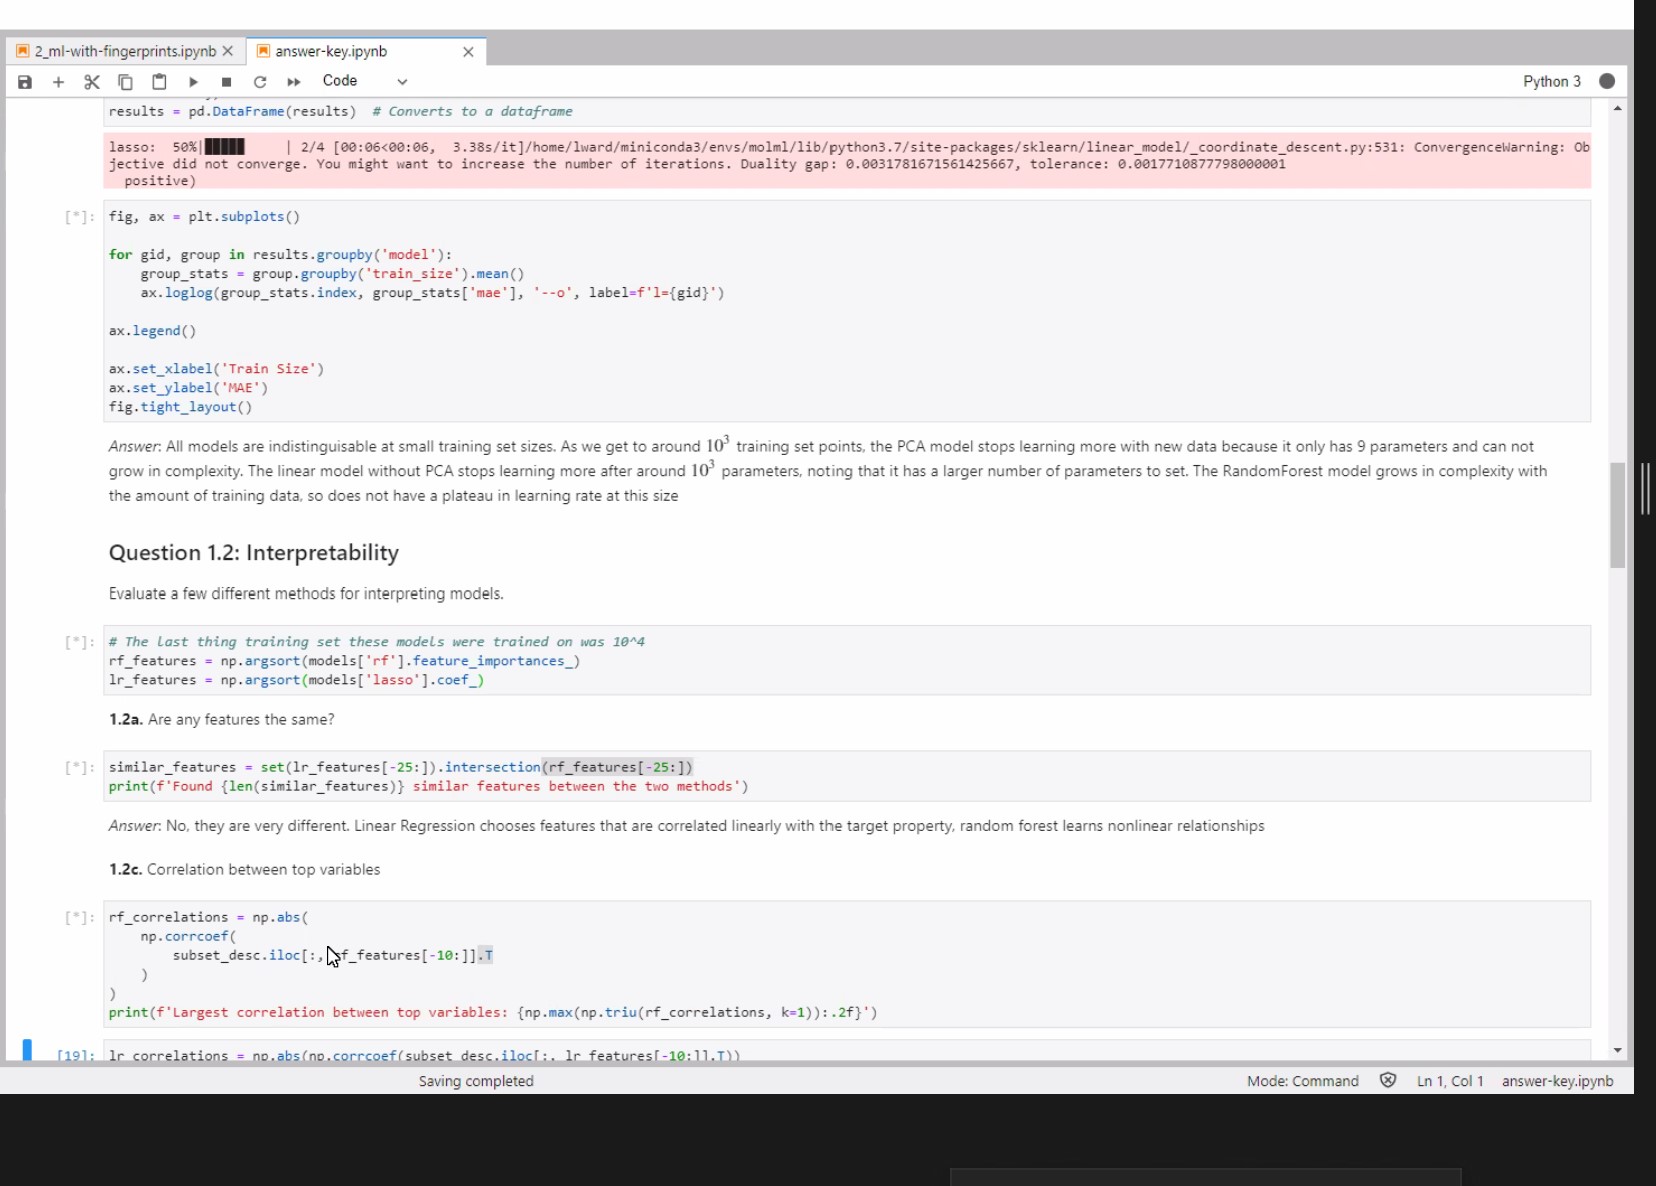 2_ml-with-fingerprints.ipynb
answer-key.ipynb
Code
Python 3
results = pd.DataFrame(results)  # Converts to a dataframe
lasso:  50%|█████     | 2/4 [00:06<00:06,  3.38s/it]/home/lward/miniconda3/envs/molml/lib/python3.7/site-packages/sklearn/linear_model/_coordinate_descent.py:531: ConvergenceWarning: Ob
jective did not converge. You might want to increase the number of iterations. Duality gap: 0.0031781671561425667, tolerance: 0.0017710877798000001
  positive)
[*]: fig, ax = plt.subplots()
for gid, group in results.groupby('model'):
    group_stats = group.groupby('train_size').mean()
    ax.loglog(group_stats.index, group_stats['mae'], '--o', label=f'l={gid}')
ax.legend()
ax.set_xlabel('Train Size')
ax.set_ylabel('MAE')
fig.tight_layout()
Answer: All models are indistinguisable at small training set sizes. As we get to around 10³ training set points, the PCA model stops learning more with new data because it only has 9 parameters and can not
grow in complexity. The linear model without PCA stops learning more after around 10³ parameters, noting that it has a larger number of parameters to set. The RandomForest model grows in complexity with
the amount of training data, so does not have a plateau in learning rate at this size
Question 1.2: Interpretability
Evaluate a few different methods for interpreting models.
[*]: # The last thing training set these models were trained on was 10^4
rf_features = np.argsort(models['rf'].feature_importances_)
lr_features = np.argsort(models['lasso'].coef_)
1.2a. Are any features the same?
[*]: similar_features = set(lr_features[-25:]).intersection(rf_features[-25:])
print(f'Found {len(similar_features)} similar features between the two methods')
Answer: No, they are very different. Linear Regression chooses features that are correlated linearly with the target property, random forest learns nonlinear relationships
1.2c. Correlation between top variables
[*]: rf_correlations = np.abs(
    np.corrcoef(
        subset_desc.iloc[:, rf_features[-10:]].T
    )
)
print(f'Largest correlation between top variables: {np.max(np.triu(rf_correlations, k=1)):.2f}')
[19]: lr_correlations = np.abs(np.corrcoef(subset_desc.iloc[:, lr_features[-10:]].T))
Saving completed
Mode: Command
Ln 1, Col 1
answer-key.ipynb